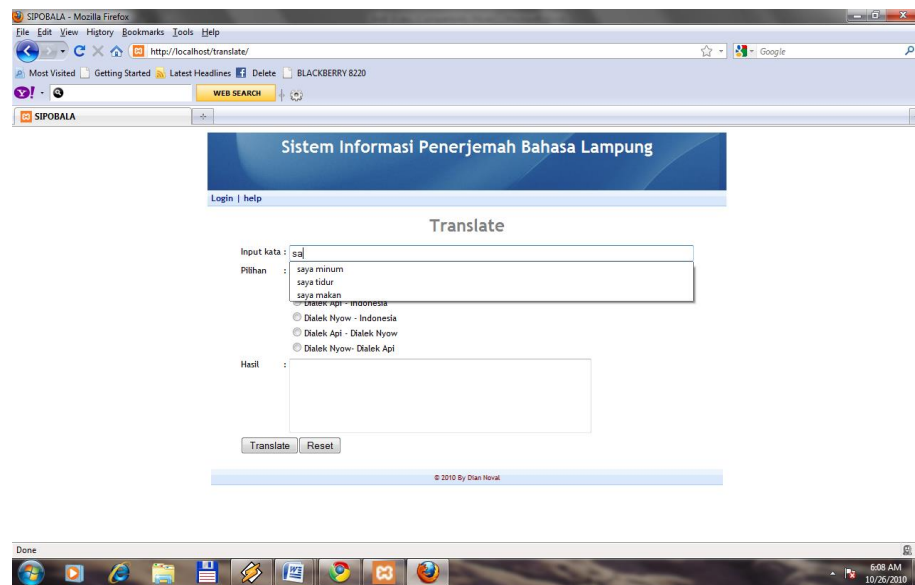 SIPOBALA - Mozilla Firefox
File Edit View History Bookmarks Tools Help
http://localhost/translate/
Google
Most Visited Getting Started Latest Headlines Delete BLACKBERRY 8220
WEB SEARCH
SIPOBALA
Sistem Informasi Penerjemah Bahasa Lampung
Login | help
Translate
Input kata : sa
saya minum
Pilihan :
saya tidur
saya makan
Dialek Api - Indonesia
Dialek Nyow - Indonesia
Dialek Api - Dialek Nyow
Dialek Nyow- Dialek Api
Hasil :
Translate Reset
© 2010 By Dian Noval
Done
6:08 AM
10/26/2010